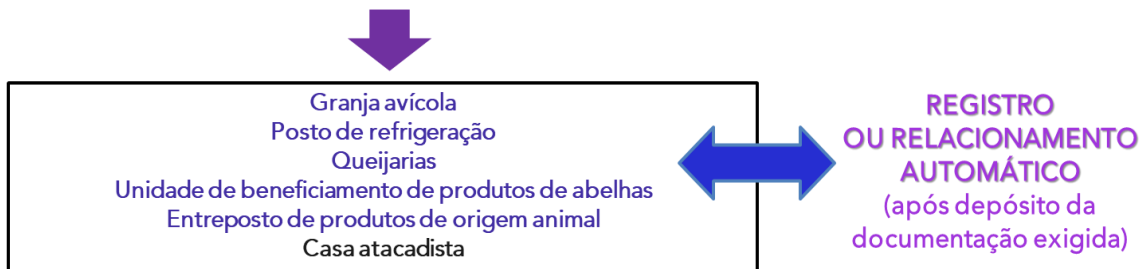 Granja avícola
Posto de refrigeração
Queijarias
Unidade de beneficiamento de produtos de abelhas
Entreposto de produtos de origem animal
Casa atacadista
REGISTRO
OU RELACIONAMENTO
AUTOMÁTICO
(após depósito da
documentação exigida)